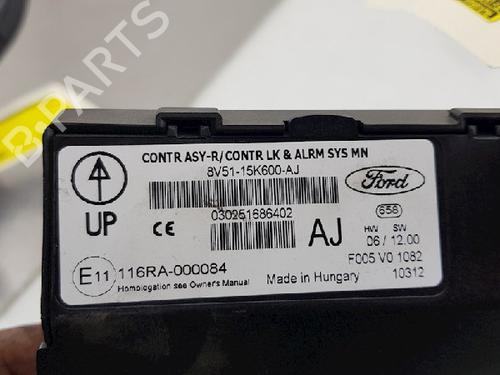 CONTR ASY-R/CONTR LK & ALRM SYS MN
8V51-15K600-AJ
Ford
UP
CE
030251686402
AJ
656
HW SW
06 / 12.00
E11 116RA-000084
Homologation see Owner's Manual
Made in Hungary
F005 V0 1082
10312
B-PARTS